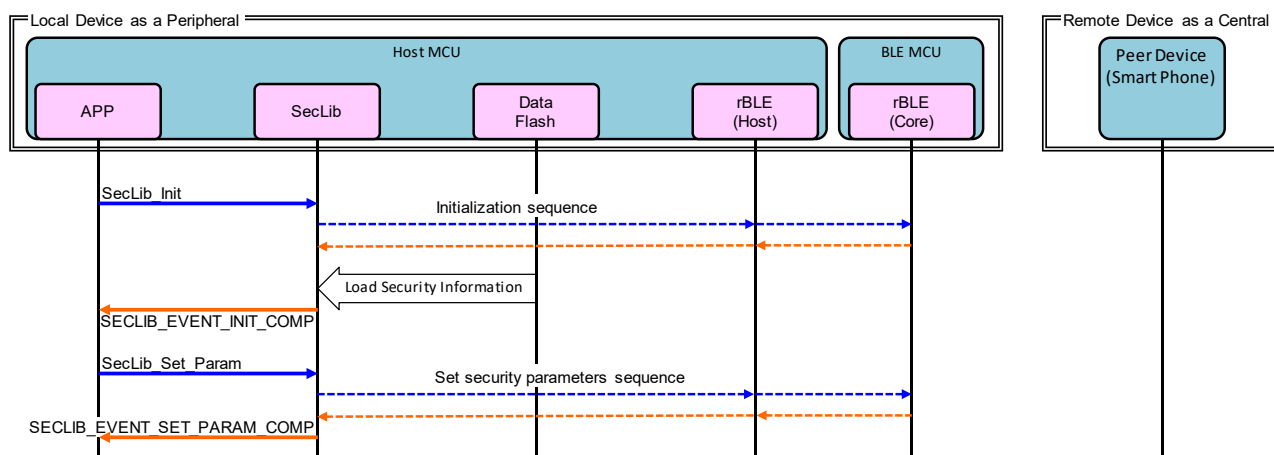 Local Device as a Peripheral
Remote Device as a Central
Host MCU
BLE MCU
Peer Device
(Smart Phone)
APP
SecLib
Data
Flash
rBLE
(Host)
rBLE
(Core)
SecLib_Init
Initialization sequence
Load Security Information
SECLIB_EVENT_INIT_COMP
SecLib_Set_Param
Set security parameters sequence
SECLIB_EVENT_SET_PARAM_COMP